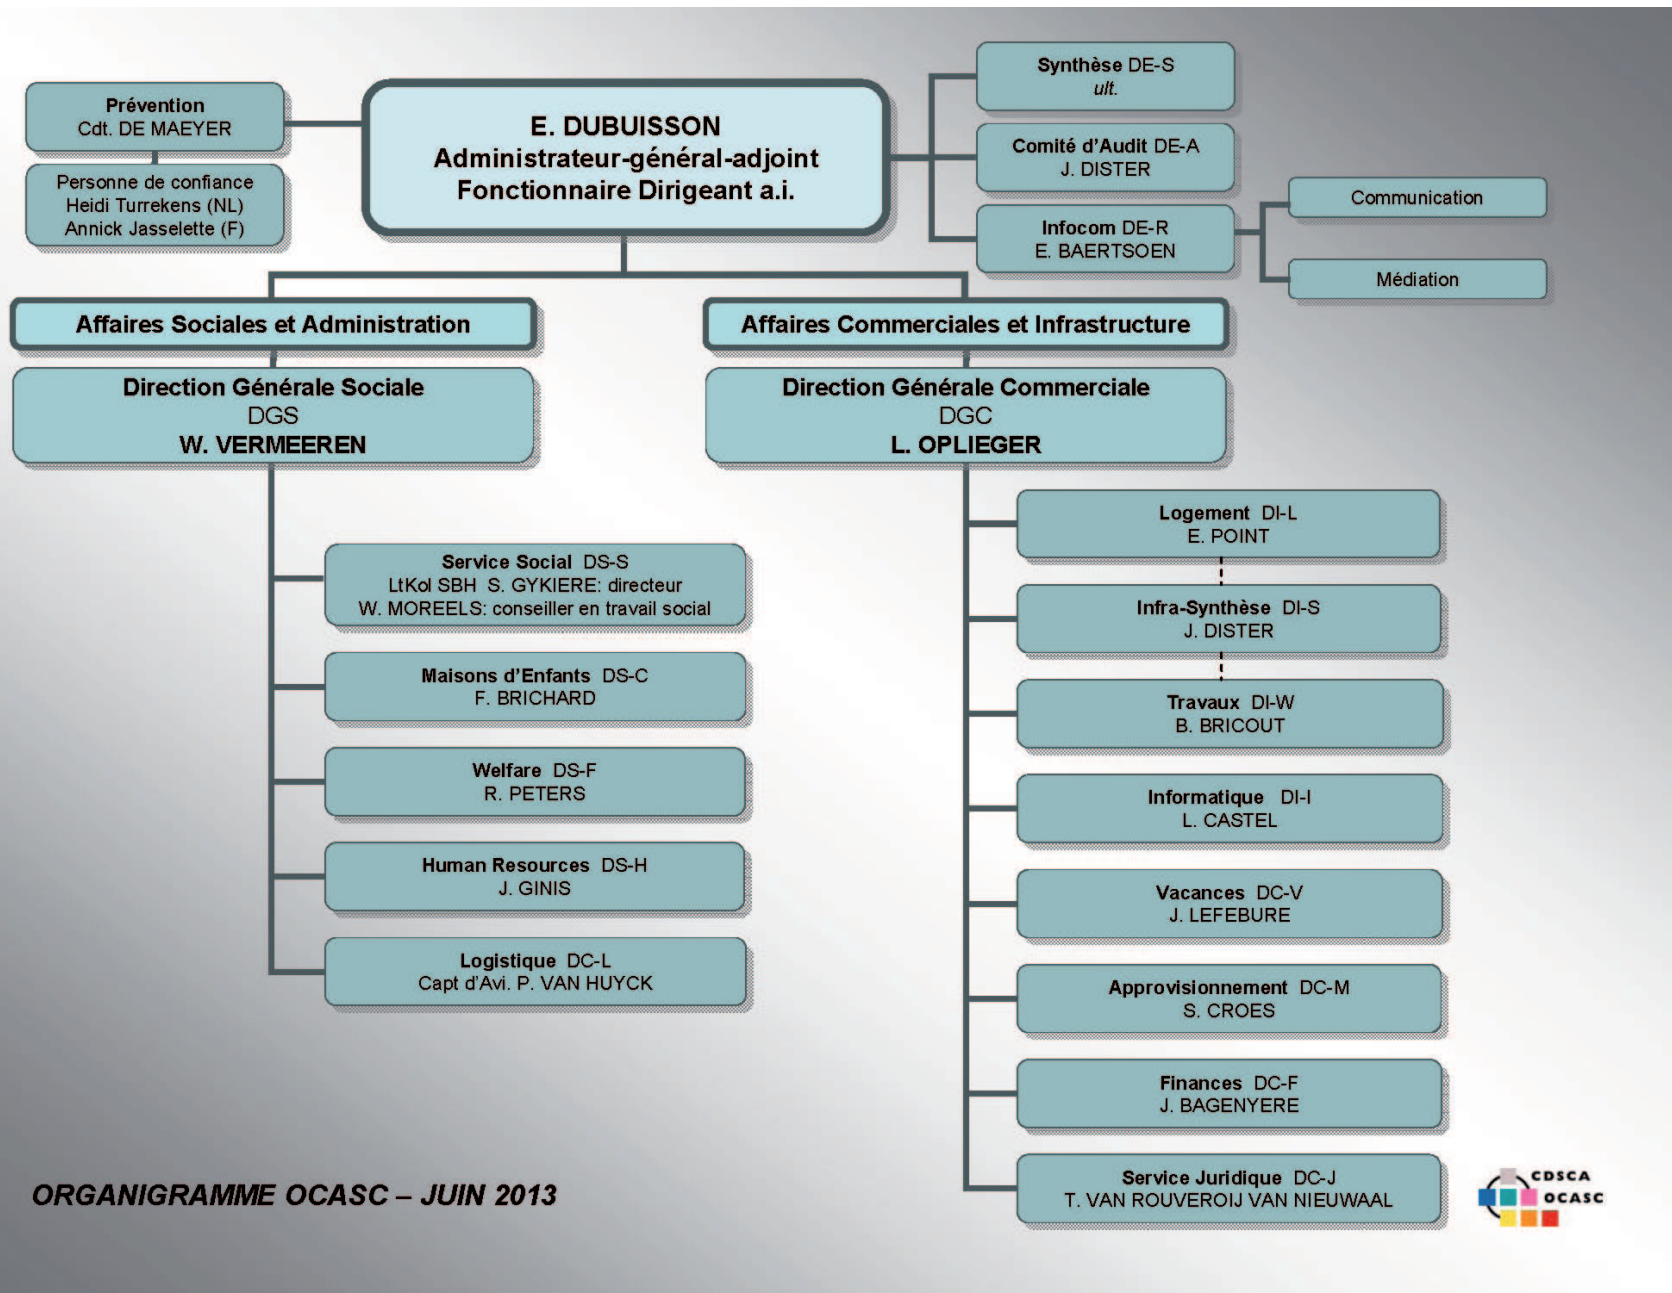 Prévention
Cdt. DE MAEYER
Personne de confiance
Heidi Turrekens (NL)
Annick Jasselette (F)
E. DUBUISSON
Administrateur-général-adjoint
Fonctionnaire Dirigeant a.i.
Synthèse DE-S
ult.
Comité d'Audit DE-A
J. DISTER
Infocom DE-R
E. BAERTSOEN
Communication
Médiation
Affaires Sociales et Administration
Direction Générale Sociale
DGS
W. VERMEEREN
Service Social DS-S
LtKol SBH S. GYKIERE: directeur
W. MOREELS: conseiller en travail social
Maisons d'Enfants DS-C
F. BRICHARD
Welfare DS-F
R. PETERS
Human Resources DS-H
J. GINIS
Logistique DC-L
Capt d'Avi. P. VAN HUYCK
Affaires Commerciales et Infrastructure
Direction Générale Commerciale
DGC
L. OPLIEGER
Logement DI-L
E. POINT
Infra-Synthèse DI-S
J. DISTER
Travaux DI-W
B. BRICOUT
Informatique DI-I
L. CASTEL
Vacances DC-V
J. LEFEBURE
Approvisionnement DC-M
S. CROES
Finances DC-F
J. BAGENYERE
Service Juridique DC-J
T. VAN ROUVEROIJ VAN NIEUWAAL
ORGANIGRAMME OCASC – JUIN 2013
CDSCA
OCASC